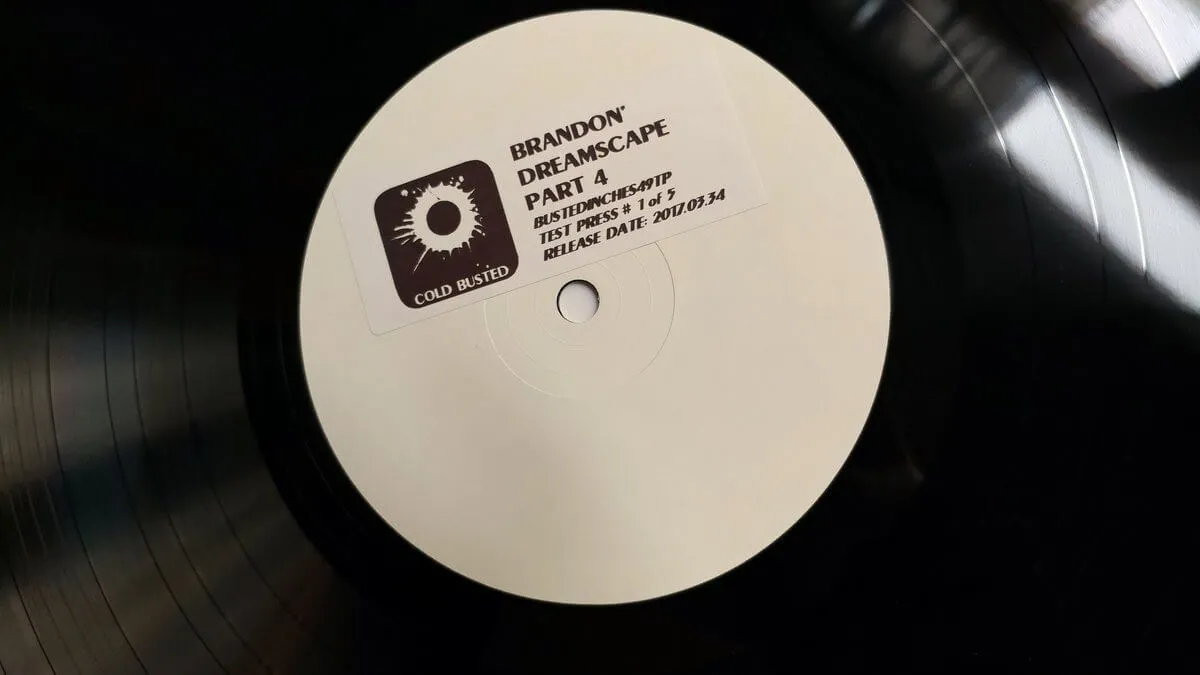 BRANDON'
DREAMSCAPE
PART 4
BUSTEDINCHES49TP
TEST PRESS # 1 of 5
RELEASE DATE: 2017.03.34
COLD BUSTED